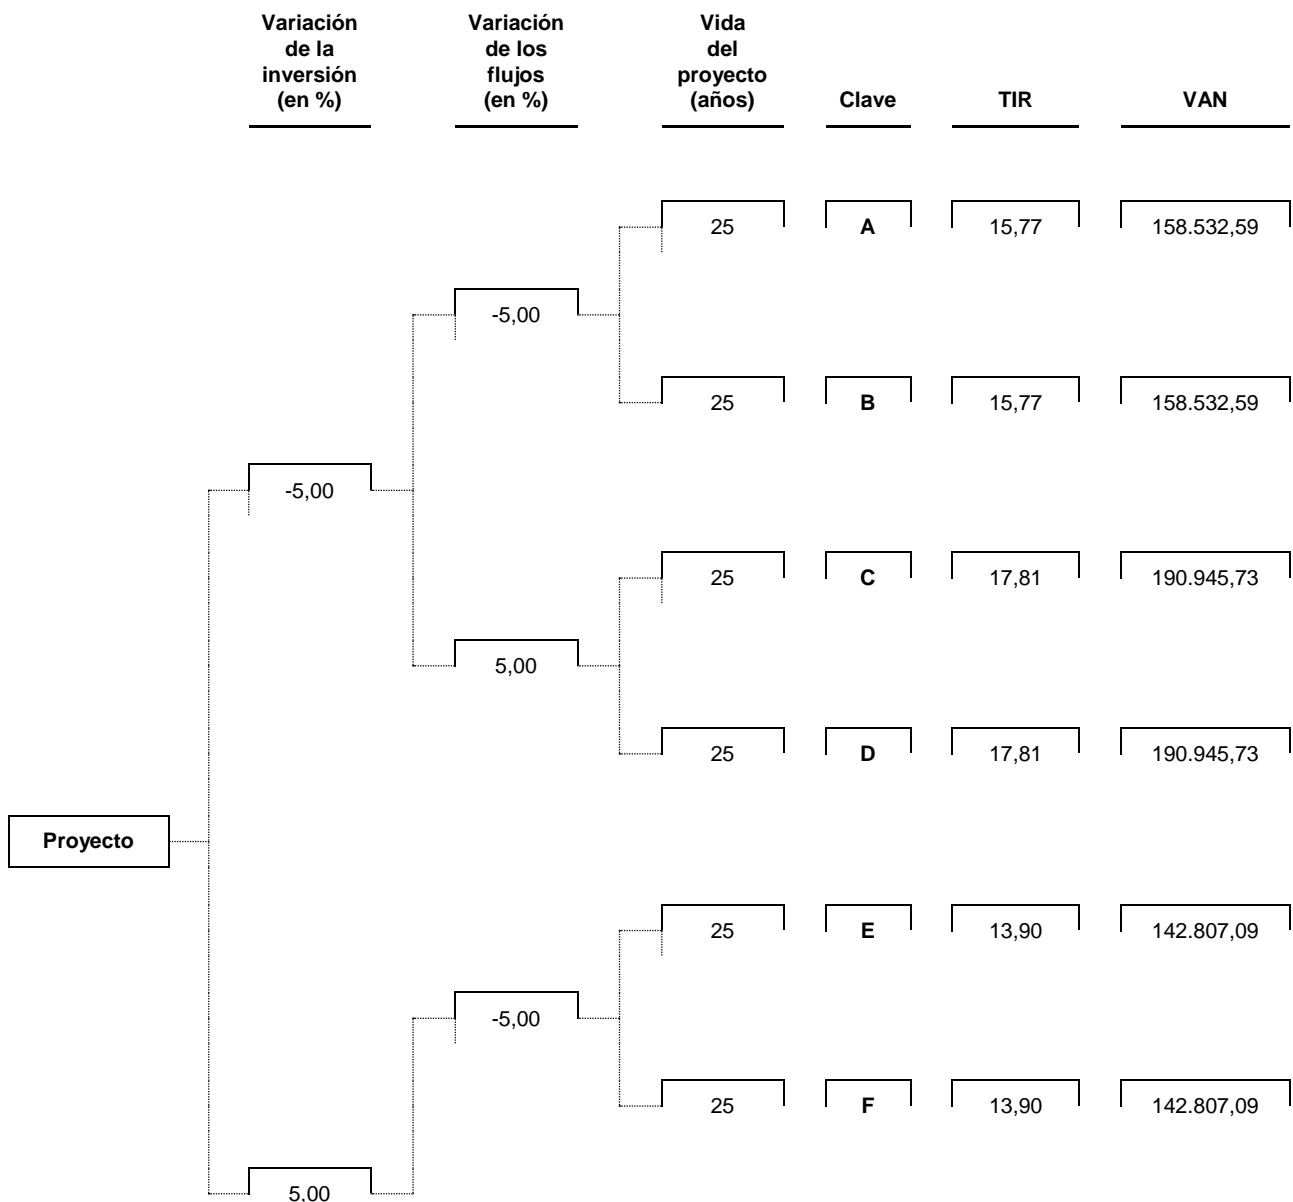 Variación de la inversión (en %)
Variación de los flujos (en %)
Vida del proyecto (años)
Clave
TIR
VAN
25 A 15,77 158.532,59
-5,00
25 B 15,77 158.532,59
-5,00
25 C 17,81 190.945,73
5,00
25 D 17,81 190.945,73
Proyecto
25 E 13,90 142.807,09
-5,00
25 F 13,90 142.807,09
5,00